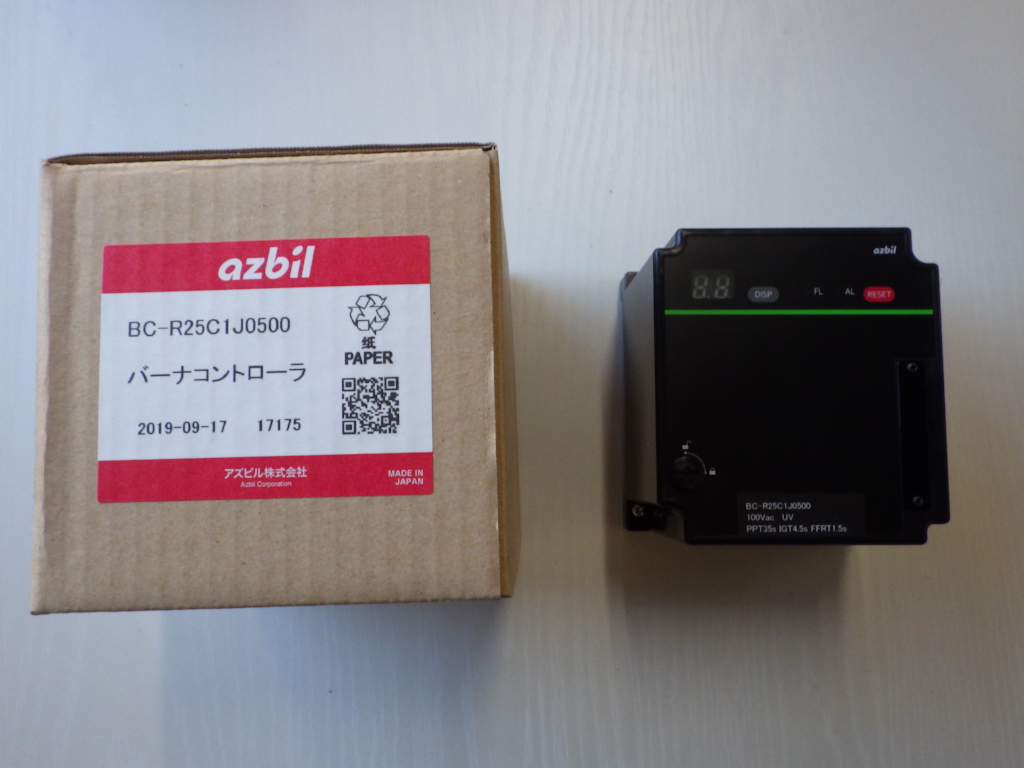 azbil
BC-R25C1J0500
バーナコントローラ
2019-09-17 17175
紙
PAPER
アズビル株式会社
Azbil Corporation
MADE IN
JAPAN
azbil
8.8.
DISP
FL
AL
RESET
BC-R25C1J0500
100Vac UV
PPT35s IGT4.5s FFRT1.5s